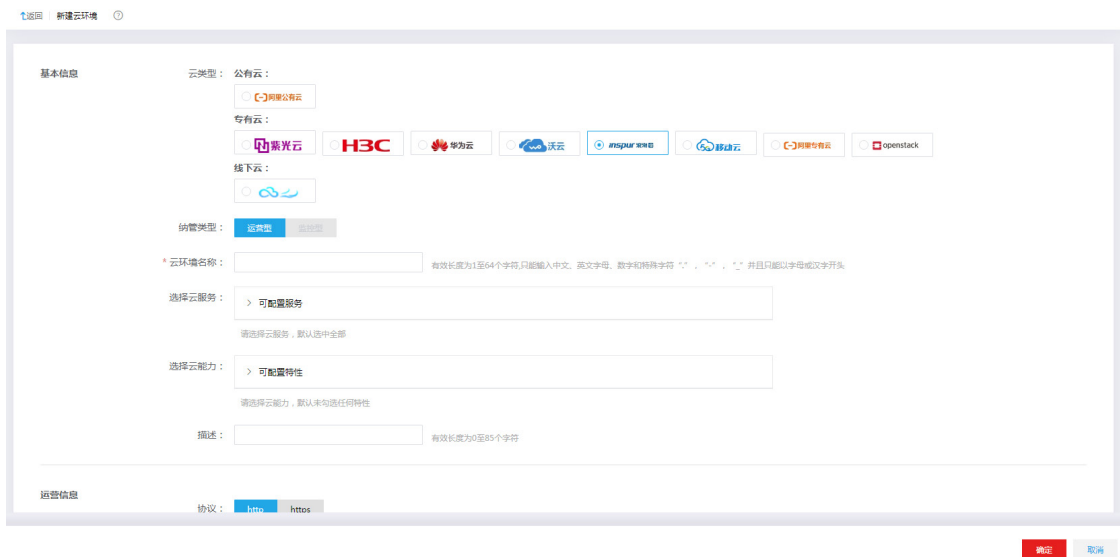 返回 新建云环境 ?
基本信息
云类型： 公有云：
阿里公有云
专有云：
紫光云 H3C 华为云 沃云 inspur 移动云 阿里专有云 openstack
线下云：
纳管类型： 运营型 监控型
* 云环境名称： 有效长度为1至64个字符,只能输入中文、英文字母、数字和特殊字符 "." ， "-" ， "_" 并且只能以字母或汉字开头
选择云服务： > 可配置服务
请选择云服务，默认选中全部
选择云能力： > 可配置特性
请选择云能力，默认未勾选任何特性
描述： 有效长度为0至85个字符
运营信息
协议： http https
确定 取消